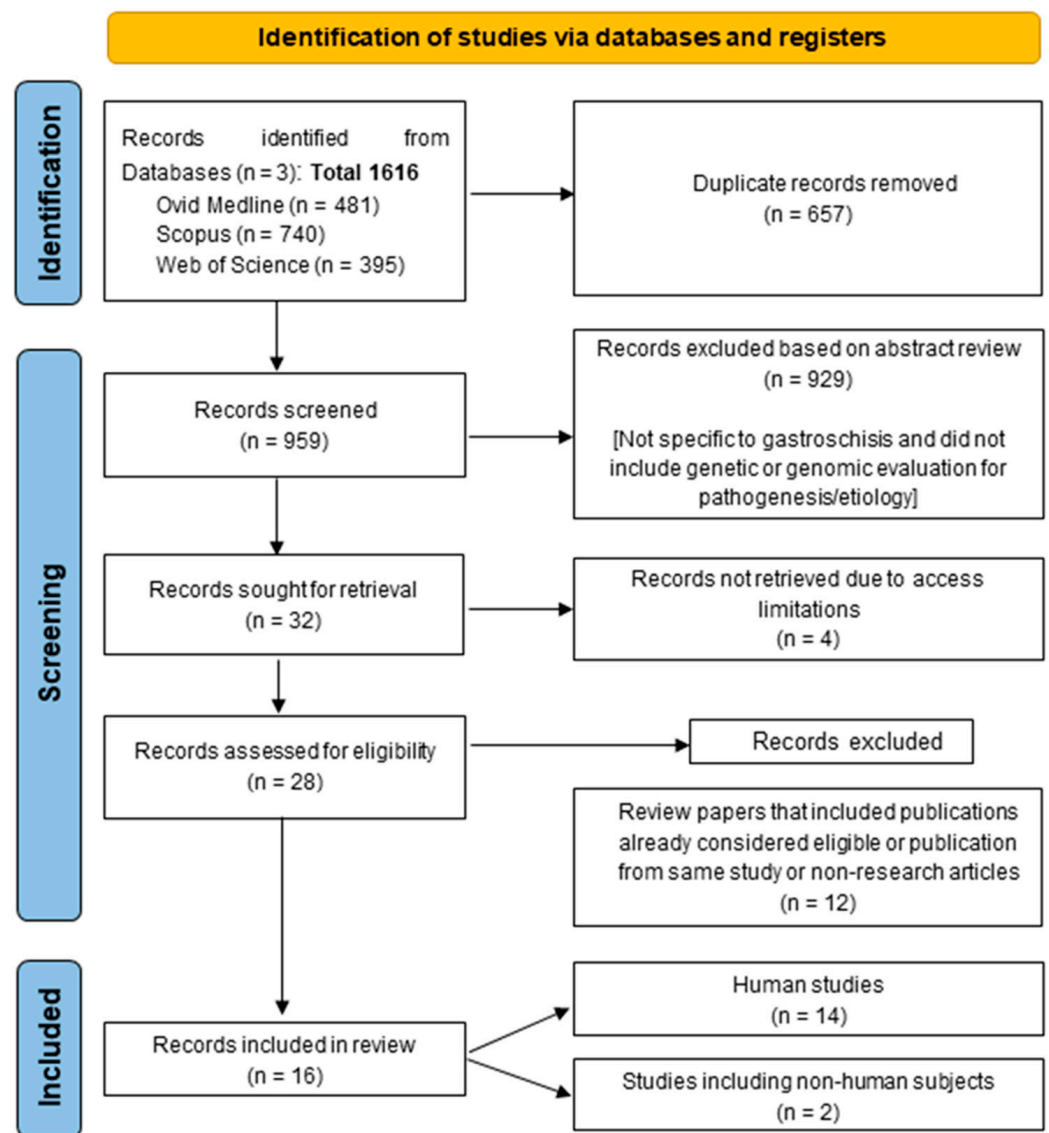 Identification of studies via databases and registers
Identification
Records identified from
Databases (n = 3): Total 1616
Ovid Medline (n = 481)
Scopus (n = 740)
Web of Science (n = 395)
Duplicate records removed
(n = 657)
Screening
Records screened
(n = 959)
Records excluded based on abstract review
(n = 929)
[Not specific to gastroschisis and did not
include genetic or genomic evaluation for
pathogenesis/etiology]
Records sought for retrieval
(n = 32)
Records not retrieved due to access
limitations
(n = 4)
Records assessed for eligibility
(n = 28)
Records excluded
Review papers that included publications
already considered eligible or publication
from same study or non-research articles
(n = 12)
Included
Records included in review
(n = 16)
Human studies
(n = 14)
Studies including non-human subjects
(n = 2)